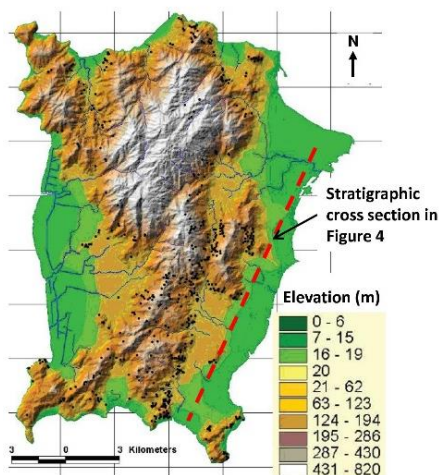 N
Stratigraphic
cross section in
Figure 4
Elevation (m)
0 - 6
7 - 15
16 - 19
20
21 - 62
63 - 123
124 - 194
195 - 286
287 - 430
431 - 820
3 0 3 Kilometers